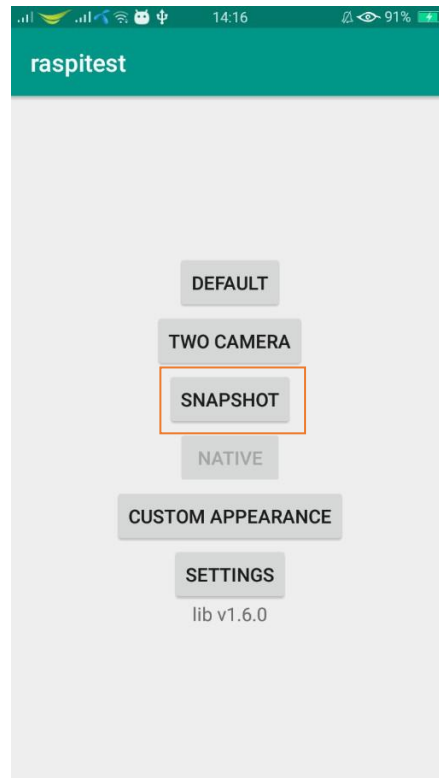 14:16
91%
raspitest
DEFAULT
TWO CAMERA
SNAPSHOT
NATIVE
CUSTOM APPEARANCE
SETTINGS
lib v1.6.0